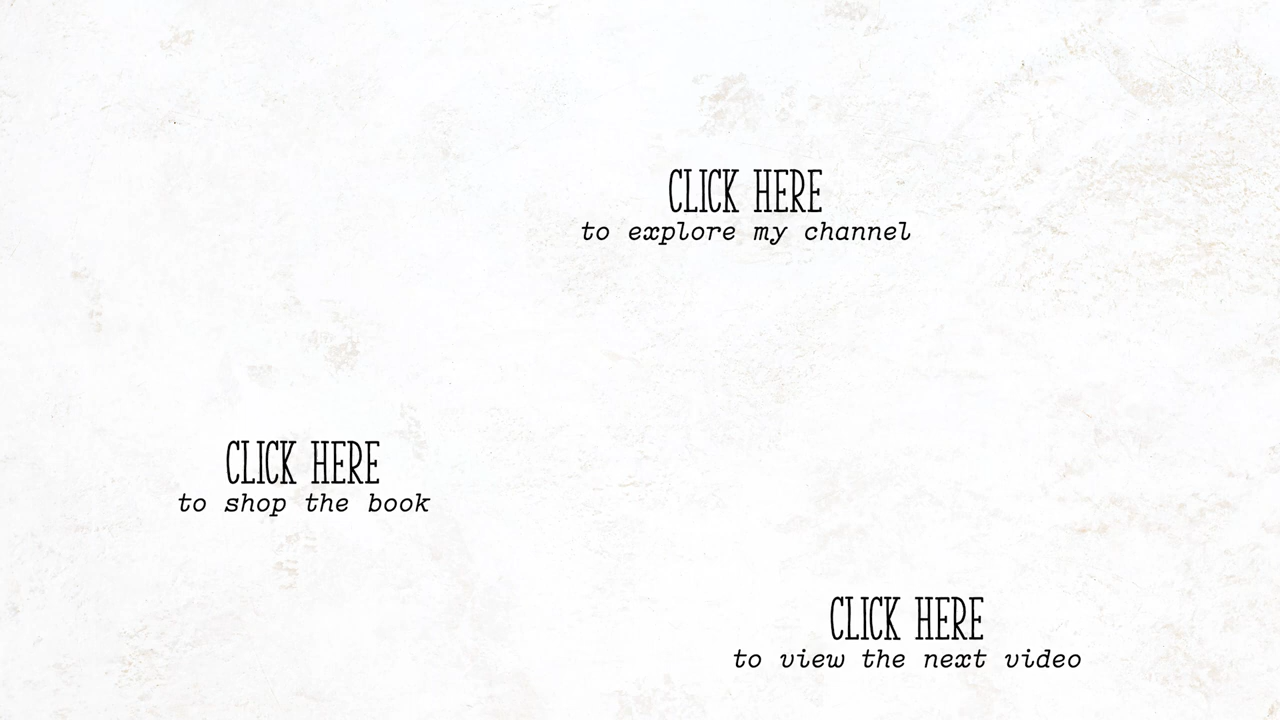 CLICK HERE
to explore my channel
CLICK HERE
to shop the book
CLICK HERE
to view the next video